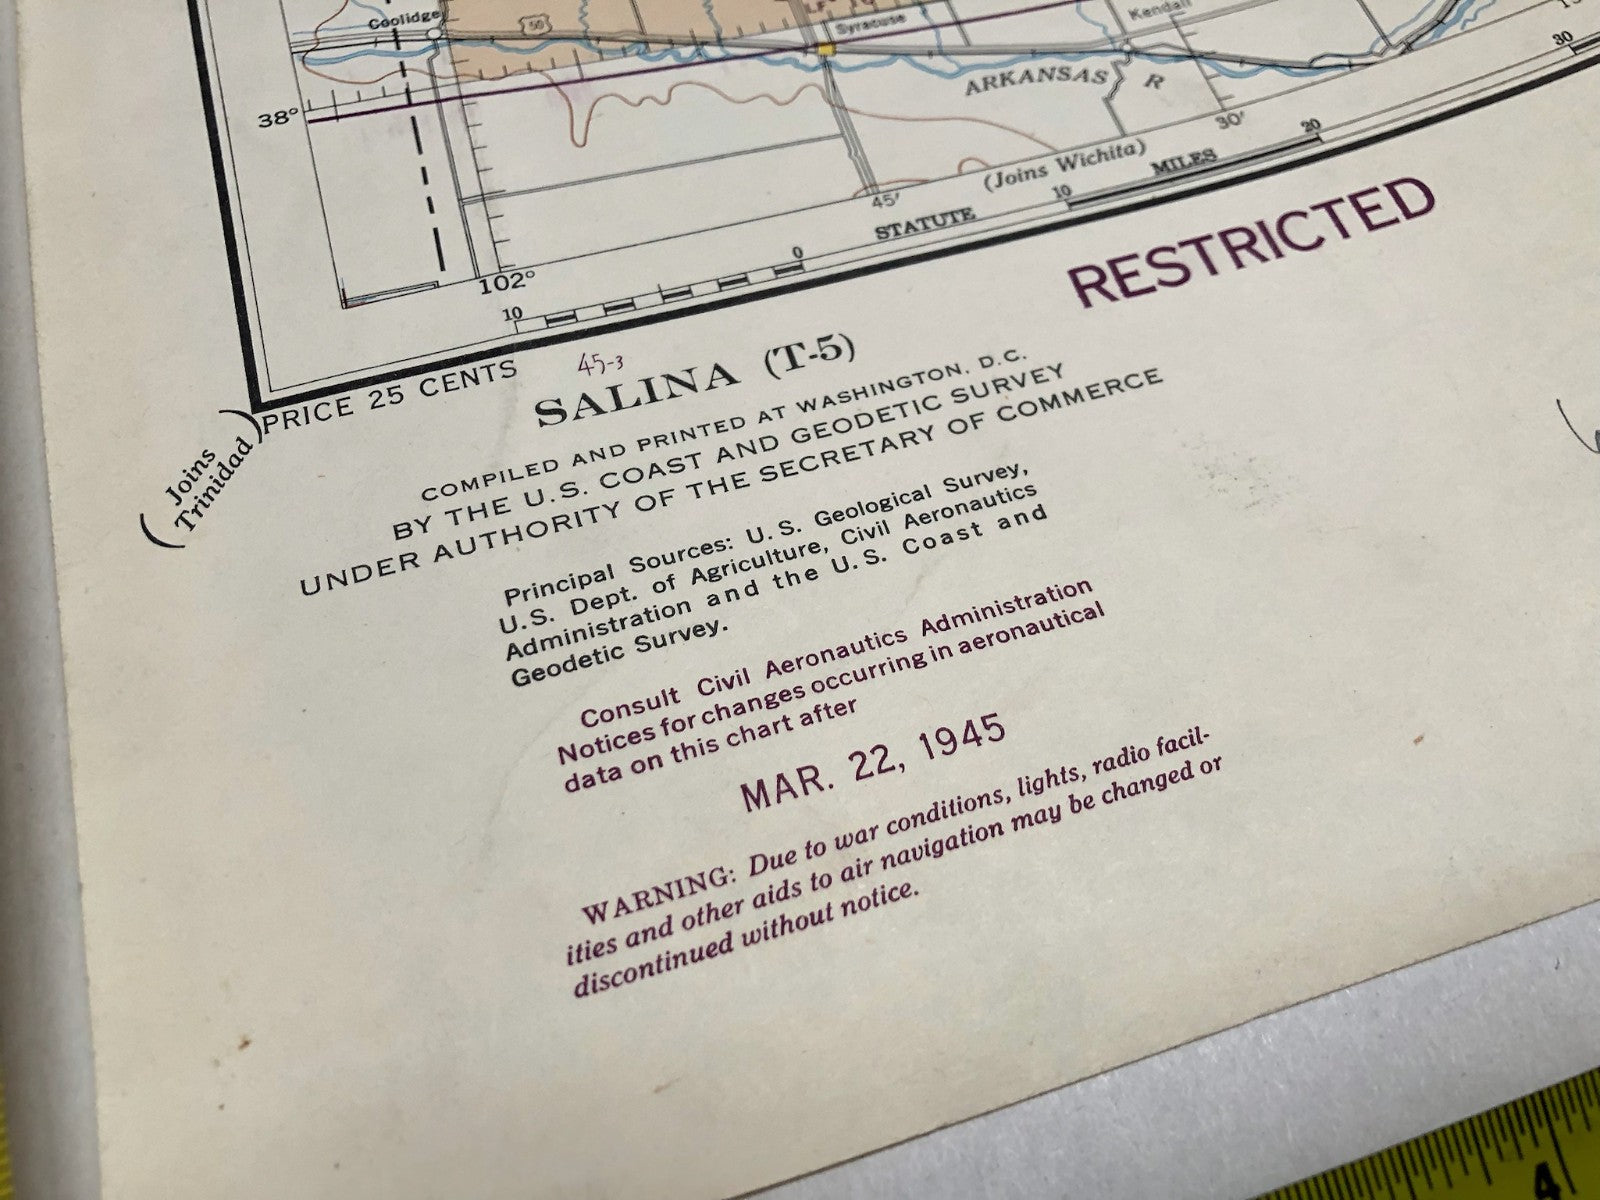 Coolidge
50
Syracuse
Kendall
ARKANSAS R
38°
30'
(Joins Wichita)
45'
102°
10
0
STATUTE
10
MILES
20
30
RESTRICTED
PRICE 25 CENTS
45-3
SALINA (T-5)
(Joins
Trinidad)
COMPILED AND PRINTED AT WASHINGTON, D.C.
BY THE U.S. COAST AND GEODETIC SURVEY
UNDER AUTHORITY OF THE SECRETARY OF COMMERCE
Principal Sources: U.S. Geological Survey,
U.S. Dept. of Agriculture, Civil Aeronautics
Administration and the U.S. Coast and
Geodetic Survey.
Consult Civil Aeronautics Administration
Notices for changes occurring in aeronautical
data on this chart after
MAR. 22, 1945
WARNING: Due to war conditions, lights, radio facil-
ities and other aids to air navigation may be changed or
discontinued without notice.
4